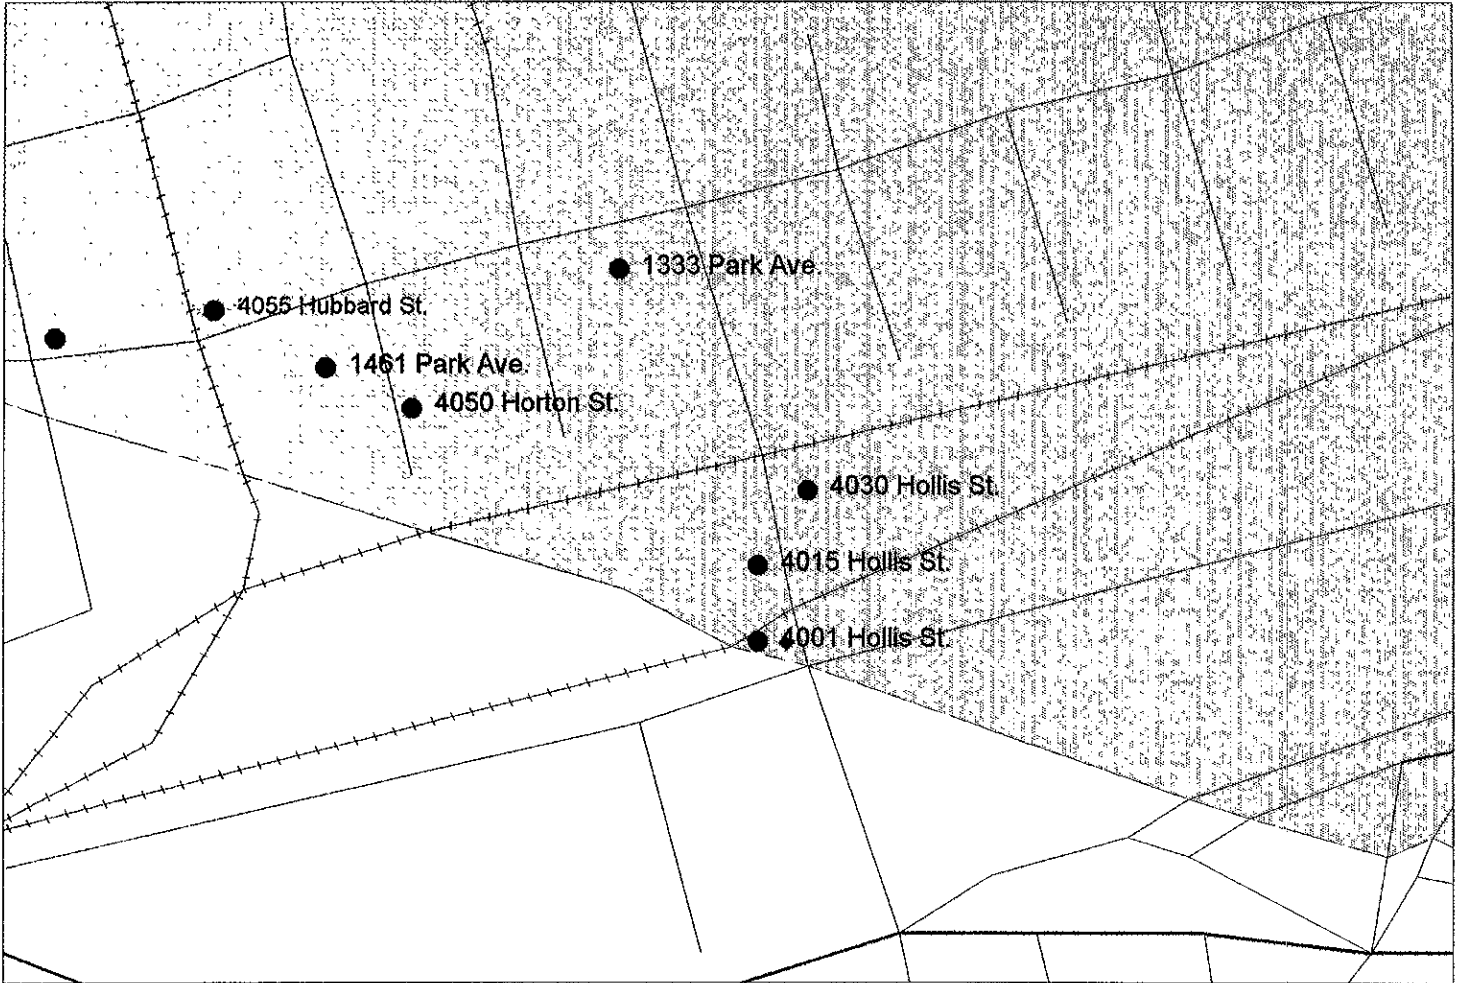 1333 Park Ave.
4055 Hubbard St.
1461 Park Ave.
4050 Horton St.
4030 Hollis St.
4015 Hollis St.
4001 Hollis St.